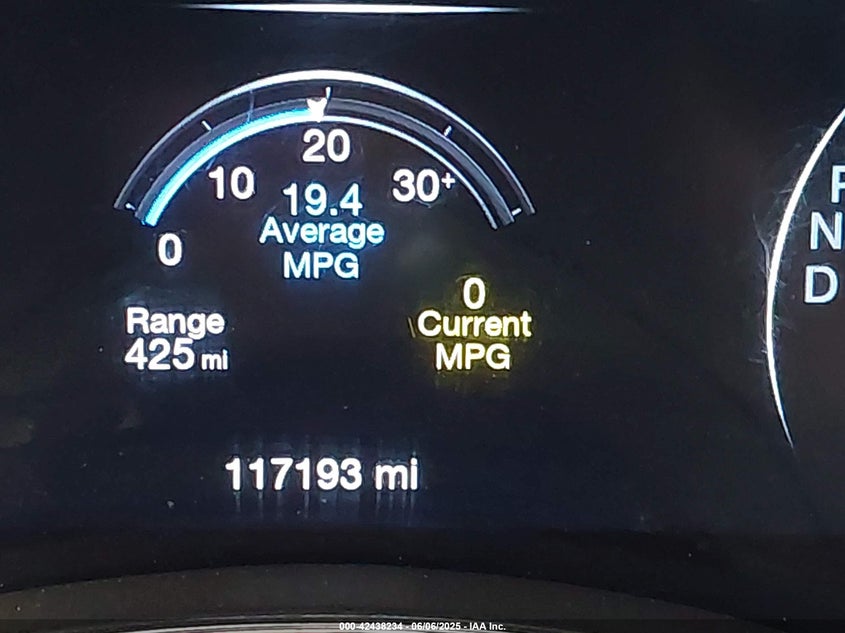 20
10
30+
19.4
Average
MPG
0
0
Current
MPG
Range
425 mi
117193 mi
N
D
000-42438234 - 06/06/2025 - IAA Inc.